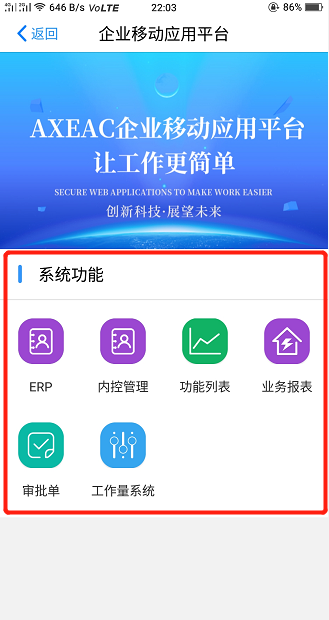 646 B/s VoLTE 22:03 86%
返回 企业移动应用平台
AXEAC企业移动应用平台
让工作更简单
SECURE WEB APPLICATIONS TO MAKE WORK EASIER
创新科技·展望未来
系统功能
ERP 内控管理 功能列表 业务报表
审批单 工作量系统